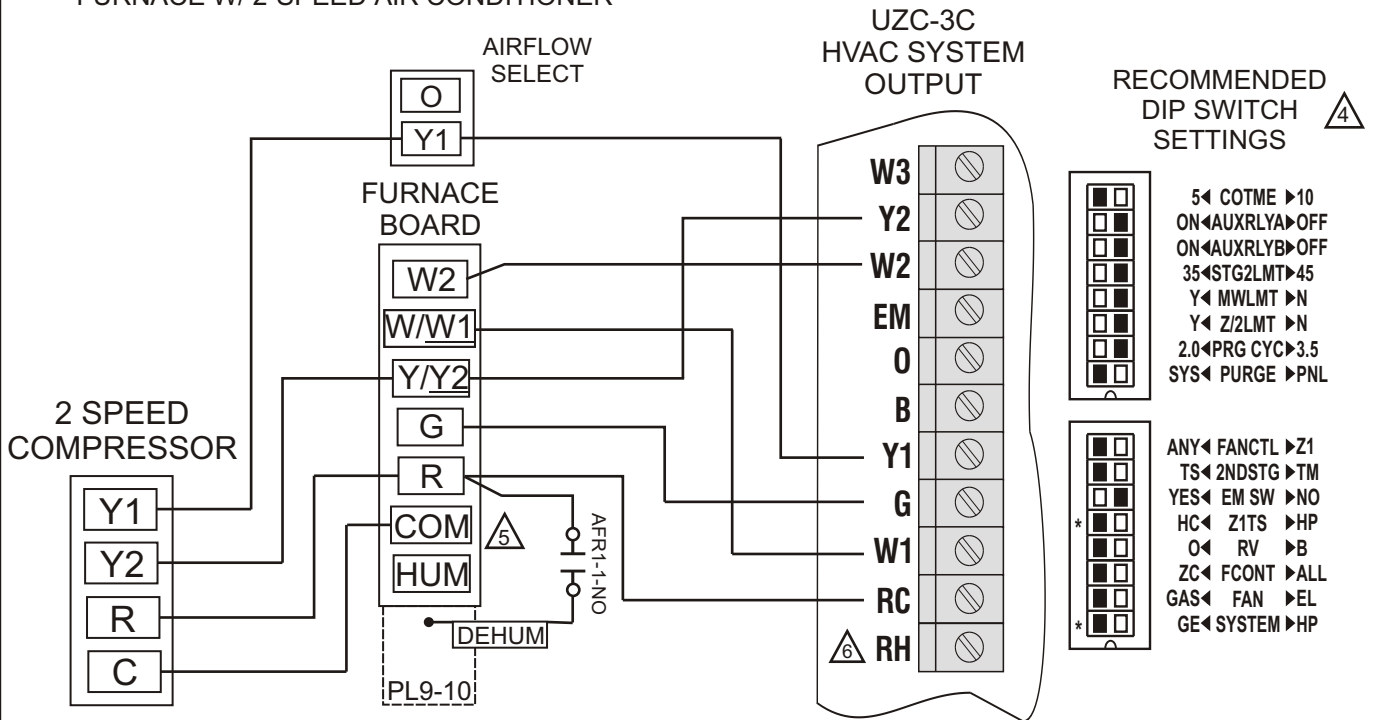 FURNACE W/ 2 SPEED AIR CONDITIONER
AIRFLOW
SELECT
O
Y1
FURNACE
BOARD
W2
W/W1
Y/Y2
G
R
COM
HUM
5
AFR1-1-NO
DEHUM
PL9-10
2 SPEED
COMPRESSOR
Y1
Y2
R
C
UZC-3C
HVAC SYSTEM
OUTPUT
W3
Y2
W2
EM
O
B
Y1
G
W1
RC
6 RH
RECOMMENDED
DIP SWITCH
SETTINGS
4
5◀ COTME ▶10
ON◀AUXRLYA▶OFF
ON◀AUXRLYB▶OFF
35◀STG2LMT▶45
Y◀ MWLMT ▶N
Y◀ Z/2LMT ▶N
2.0◀PRG CYC▶3.5
SYS◀ PURGE ▶PNL
ANY◀ FANCTL ▶Z1
TS◀ 2NDSTG ▶TM
YES◀ EM SW ▶NO
* HC◀ Z1TS ▶HP
O◀ RV ▶B
ZC◀ FCONT ▶ALL
GAS◀ FAN ▶EL
* GE◀ SYSTEM ▶HP